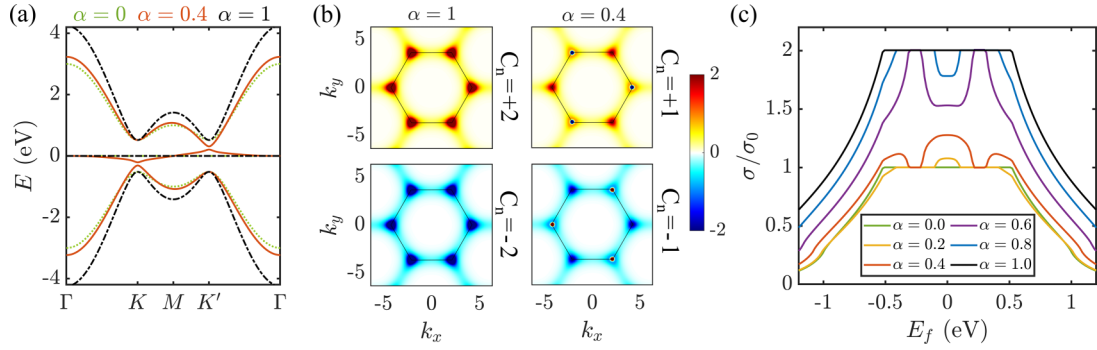 (a) α = 0 α = 0.4 α = 1
4
2
0
-2
-4
E (eV)
Γ K M K′ Γ
(b) α = 1 α = 0.4
5
0
-5
k_y
C_n=+2
C_n=+1
5
0
-5
k_y
C_n=-2
C_n=-1
-5 0 5
-5 0 5
k_x
k_x
2
0
-2
(c)
2
1.5
1
0.5
0
σ/σ_0
α = 0.0 α = 0.6
α = 0.2 α = 0.8
α = 0.4 α = 1.0
-1 -0.5 0 0.5 1
E_f (eV)